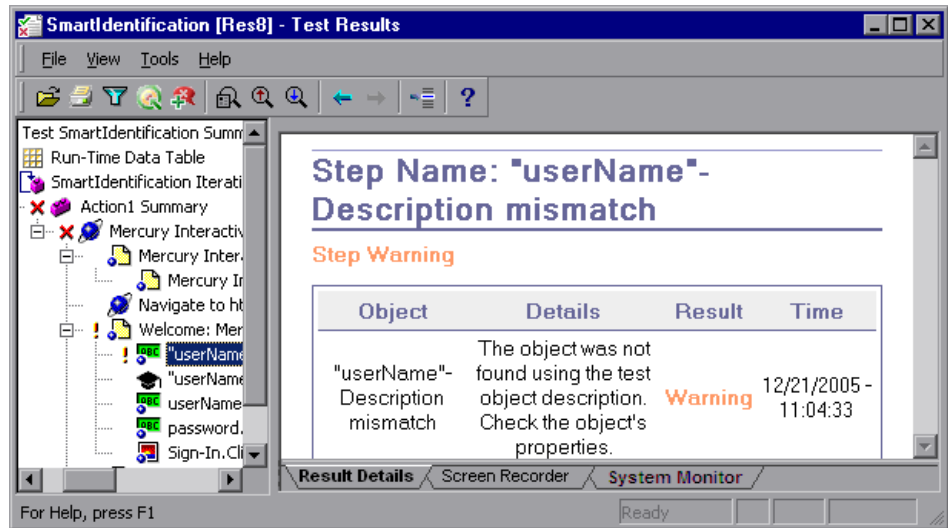 SmartIdentification [Res8] - Test Results
File View Tools Help
Test SmartIdentification Summ
Run-Time Data Table
SmartIdentification Iterati
Action1 Summary
Mercury Interactiv
Mercury Inter
Mercury Ir
Navigate to ht
Welcome: Mer
"userName
"userName
userName
password.
Sign-In.Cli
Step Name: "userName"-
Description mismatch
Step Warning
Object Details Result Time
"userName"-
Description
mismatch
The object was not
found using the test
object description.
Check the object's
properties.
Warning
12/21/2005 -
11:04:33
Result Details Screen Recorder System Monitor
For Help, press F1
Ready